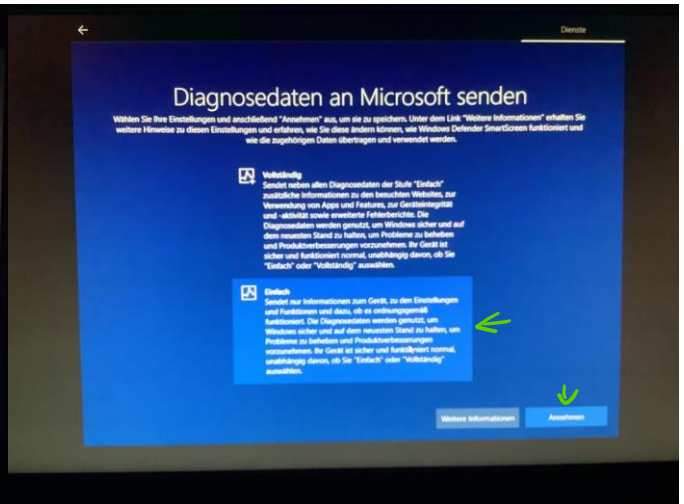 Dienste
Diagnosedaten an Microsoft senden
Wählen Sie Ihre Einstellungen und anschließend "Annehmen" aus, um sie zu speichern. Unter dem Link "Weitere Informationen" erhalten Sie
weitere Hinweise zu diesen Einstellungen und erfahren, wie Sie diese ändern können, wie Windows Defender SmartScreen funktioniert und
wie die zugehörigen Daten übertragen und verwendet werden.
Vollständig
Sendet neben allen Diagnosedaten der Stufe "Einfach"
zusätzliche Informationen zu den besuchten Websites, zur
Verwendung von Apps und Features, zur Geräteintegrität
und -aktivität sowie erweiterte Fehlerberichte. Die
Diagnosedaten werden genutzt, um Windows sicher und auf
dem neuesten Stand zu halten, um Probleme zu beheben
und Produktverbesserungen vorzunehmen. Ihr Gerät ist
sicher und funktioniert normal, unabhängig davon, ob Sie
"Einfach" oder "Vollständig" auswählen.
Einfach
Sendet nur Informationen zum Gerät, zu den Einstellungen
und Funktionen und dazu, ob es ordnungsgemäß
funktioniert. Die Diagnosedaten werden genutzt, um
Windows sicher und auf dem neuesten Stand zu halten, um
Probleme zu beheben und Produktverbesserungen
vorzunehmen. Ihr Gerät ist sicher und funktioniert normal,
unabhängig davon, ob Sie "Einfach" oder "Vollständig"
auswählen.
Weitere Informationen
Annehmen